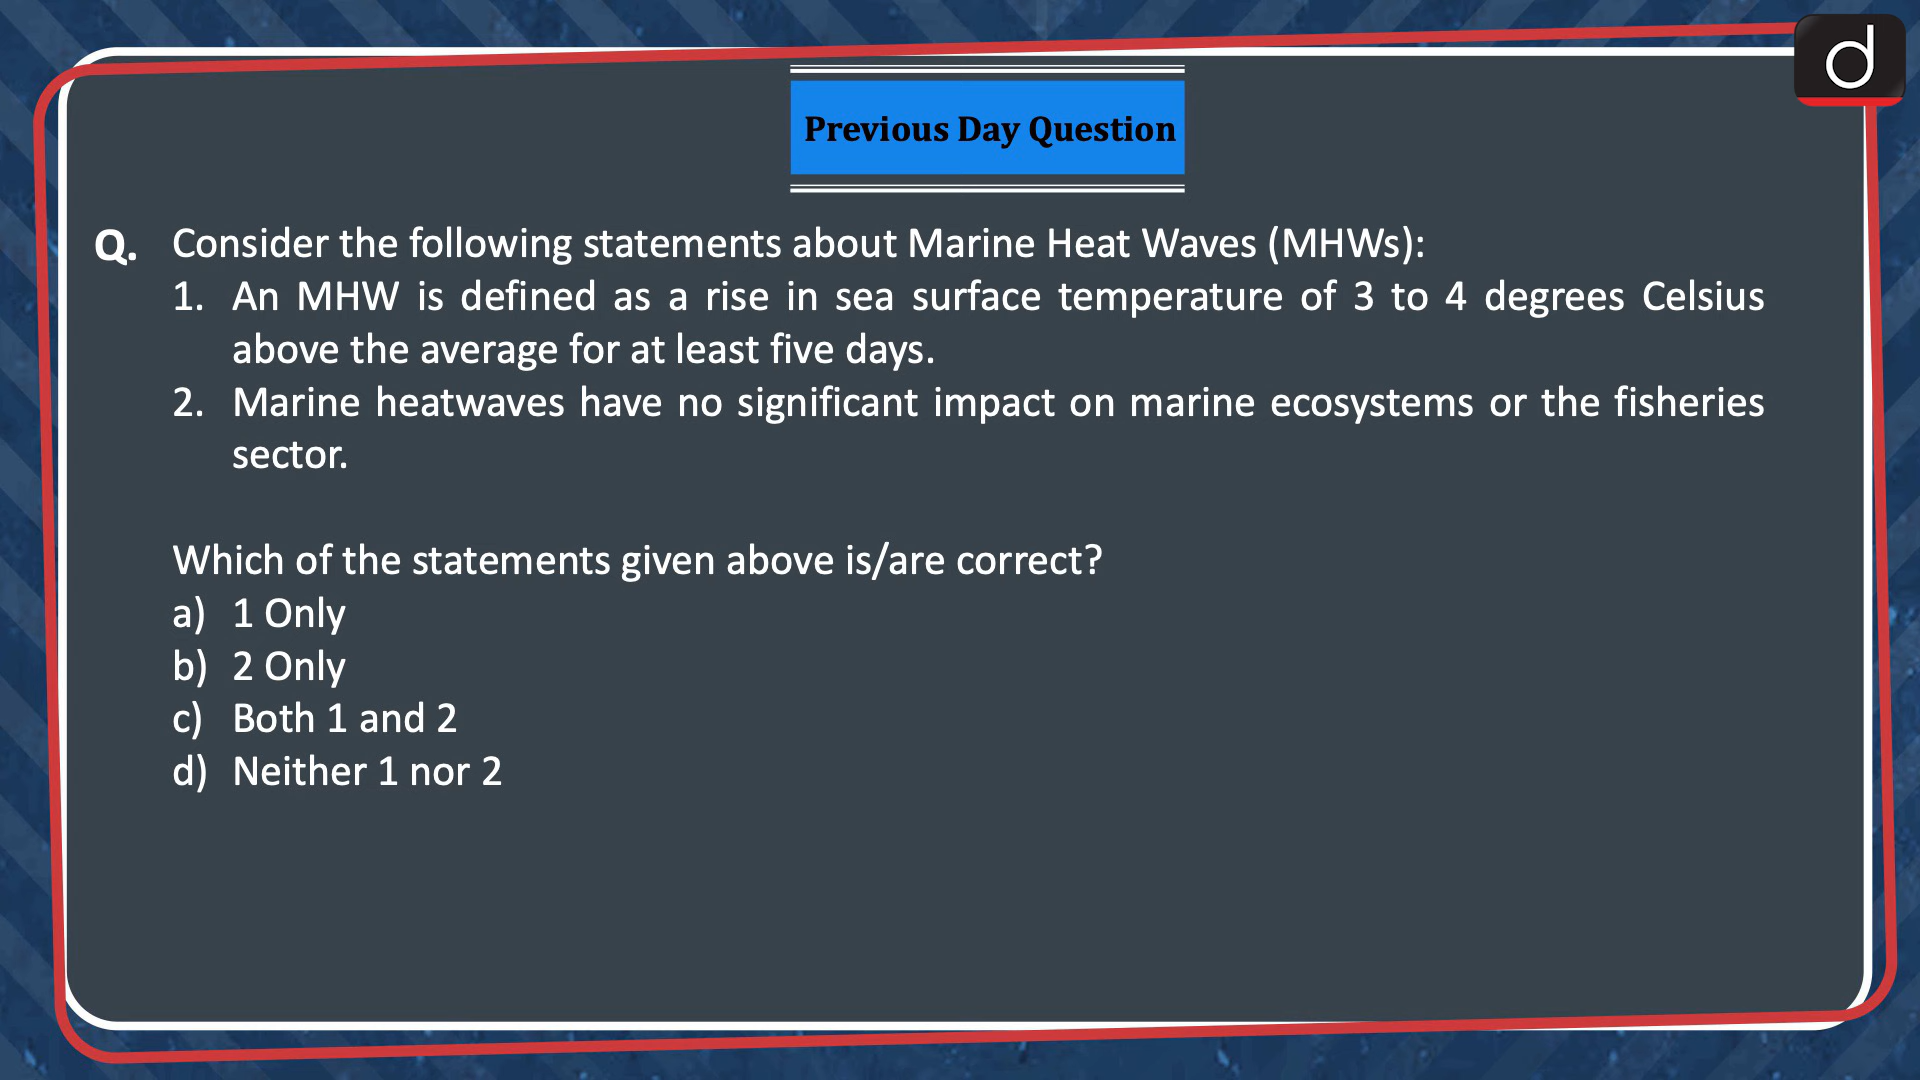 d
Previous Day Question
Q. Consider the following statements about Marine Heat Waves (MHWs):
1. An MHW is defined as a rise in sea surface temperature of 3 to 4 degrees Celsius
above the average for at least five days.
2. Marine heatwaves have no significant impact on marine ecosystems or the fisheries
sector.
Which of the statements given above is/are correct?
a) 1 Only
b) 2 Only
c) Both 1 and 2
d) Neither 1 nor 2